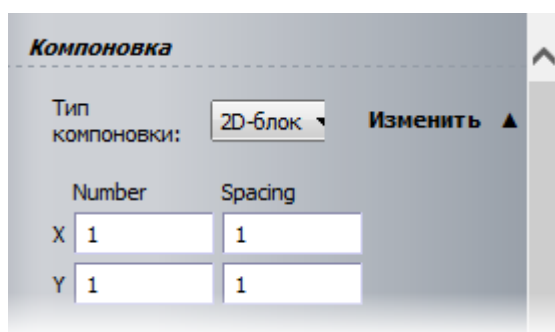 Компоновка
Тип
компоновки:
2D-блок
Изменить ▲
Number Spacing
X 1 1
Y 1 1